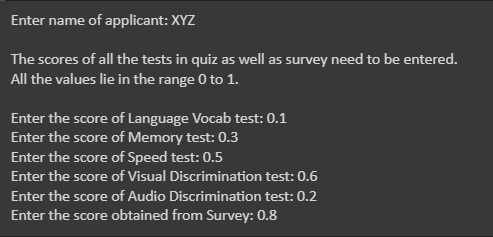 Enter name of applicant: XYZ
The scores of all the tests in quiz as well as survey need to be entered.
All the values lie in the range 0 to 1.
Enter the score of Language Vocab test: 0.1
Enter the score of Memory test: 0.3
Enter the score of Speed test: 0.5
Enter the score of Visual Discrimination test: 0.6
Enter the score of Audio Discrimination test: 0.2
Enter the score obtained from Survey: 0.8